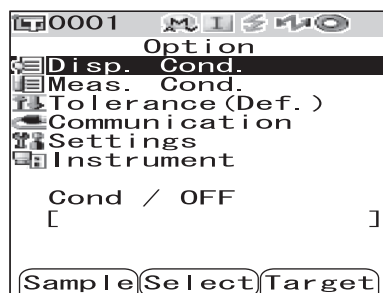 0001 M I
Option
Disp. Cond.
Meas. Cond.
Tolerance(Def.)
Communication
Settings
Instrument
Cond / OFF
[ ]
Sample Select Target